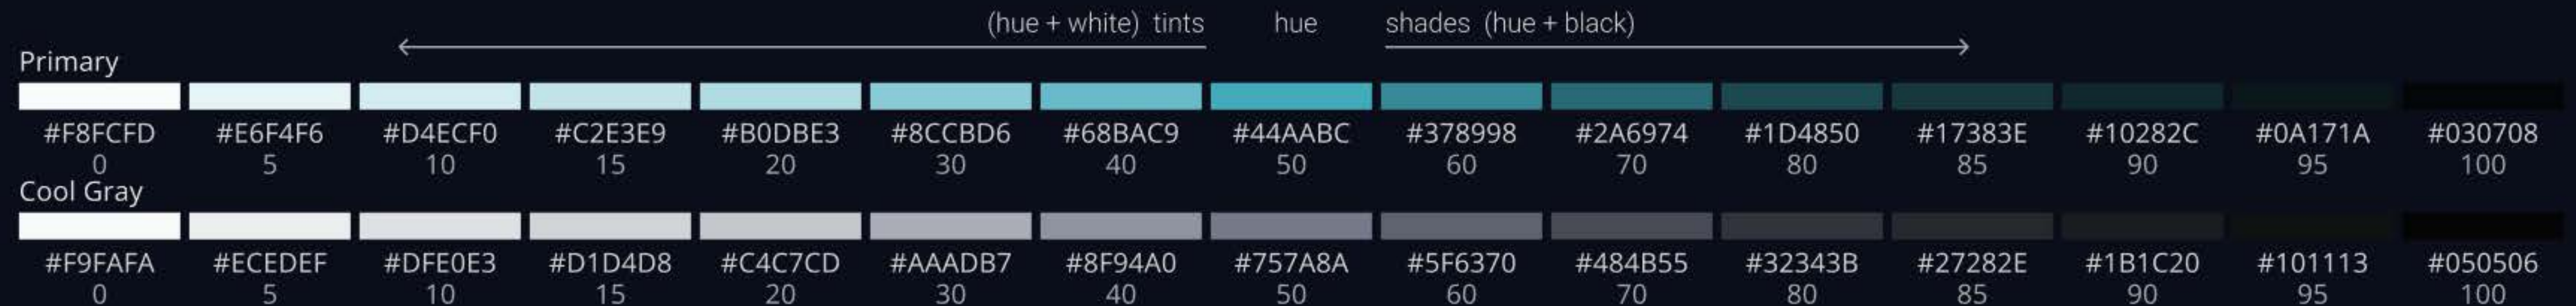 (hue + white) tints hue shades (hue + black)
Primary
#F8FCFD #E6F4F6 #D4ECF0 #C2E3E9 #B0DBE3 #8CCBD6 #68BAC9 #44AABC #378998 #2A6974 #1D4850 #17383E #10282C #0A171A #030708
0 5 10 15 20 30 40 50 60 70 80 85 90 95 100
Cool Gray
#F9FAFA #ECEDEF #DFE0E3 #D1D4D8 #C4C7CD #AAADB7 #8F94A0 #757A8A #5F6370 #484B55 #32343B #27282E #1B1C20 #101113 #050506
0 5 10 15 20 30 40 50 60 70 80 85 90 95 100